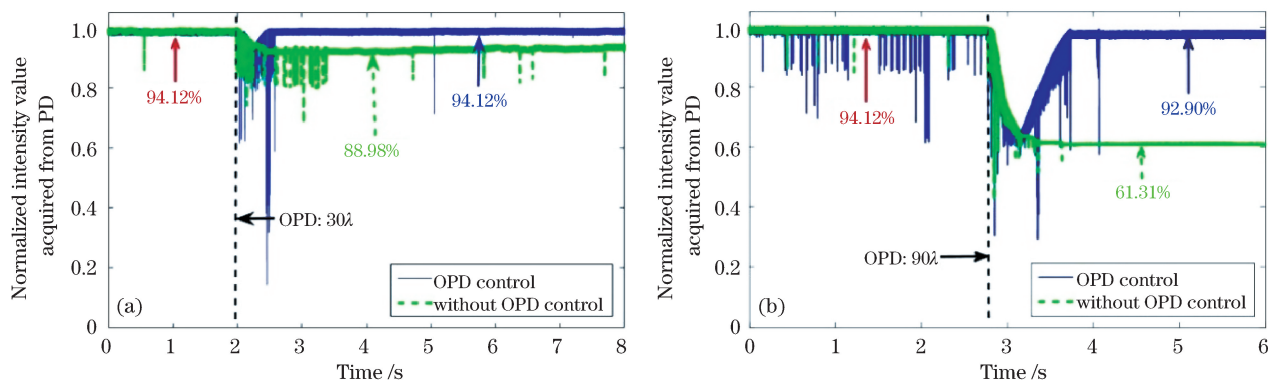 Normalized intensity value
acquired from PD
1.0
0.8
0.6
0.4
0.2
0
94.12%
94.12%
88.98%
OPD: 30λ
OPD control
without OPD control
(a)
0 1 2 3 4 5 6 7 8
Time /s
Normalized intensity value
acquired from PD
1.0
0.8
0.6
0.4
0.2
0
94.12%
92.90%
61.31%
OPD: 90λ
OPD control
without OPD control
(b)
0 1 2 3 4 5 6
Time /s